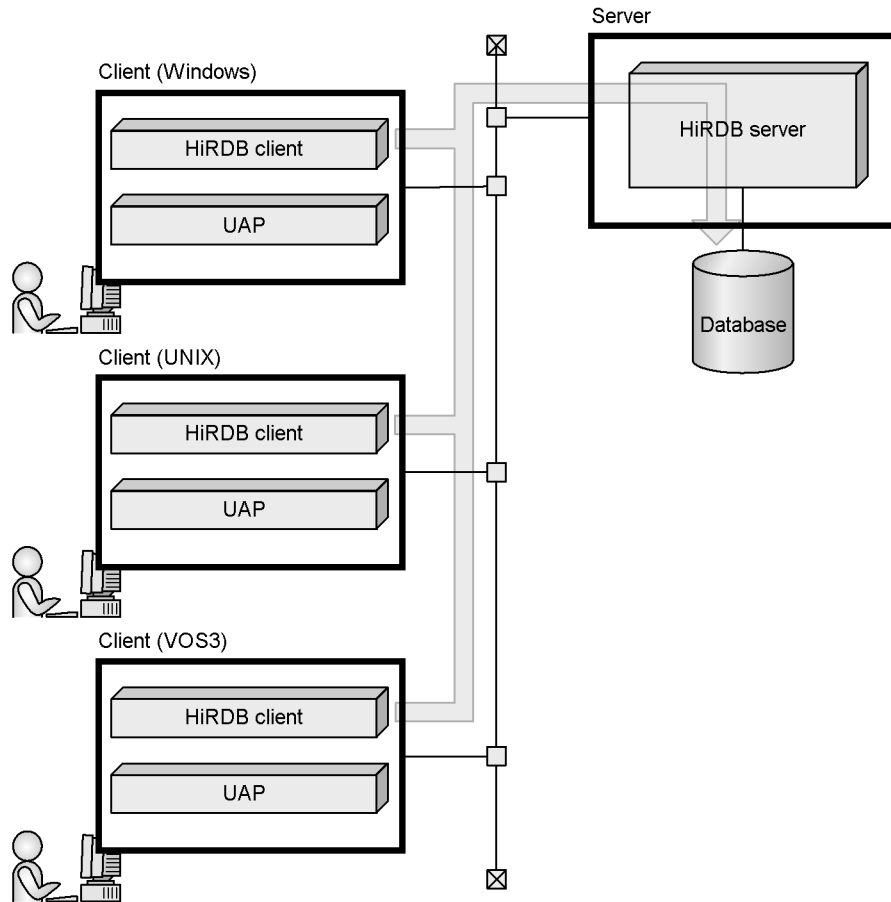 Server
Client (Windows)
HiRDB client
HiRDB server
UAP
Database
Client (UNIX)
HiRDB client
UAP
Client (VOS3)
HiRDB client
UAP